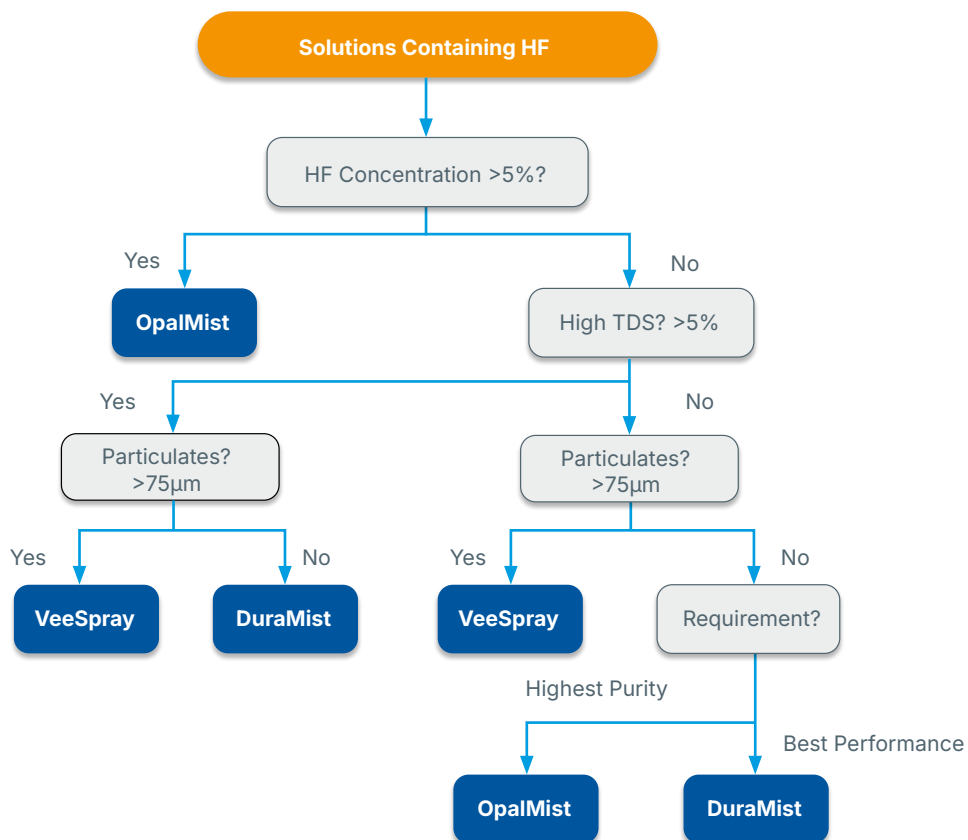 Solutions Containing HF
HF Concentration >5%?
Yes
No
OpalMist
High TDS? >5%
Yes
No
Particulates?
>75µm
Particulates?
>75µm
Yes
No
Yes
No
VeeSpray
DuraMist
VeeSpray
Requirement?
Highest Purity
Best Performance
OpalMist
DuraMist